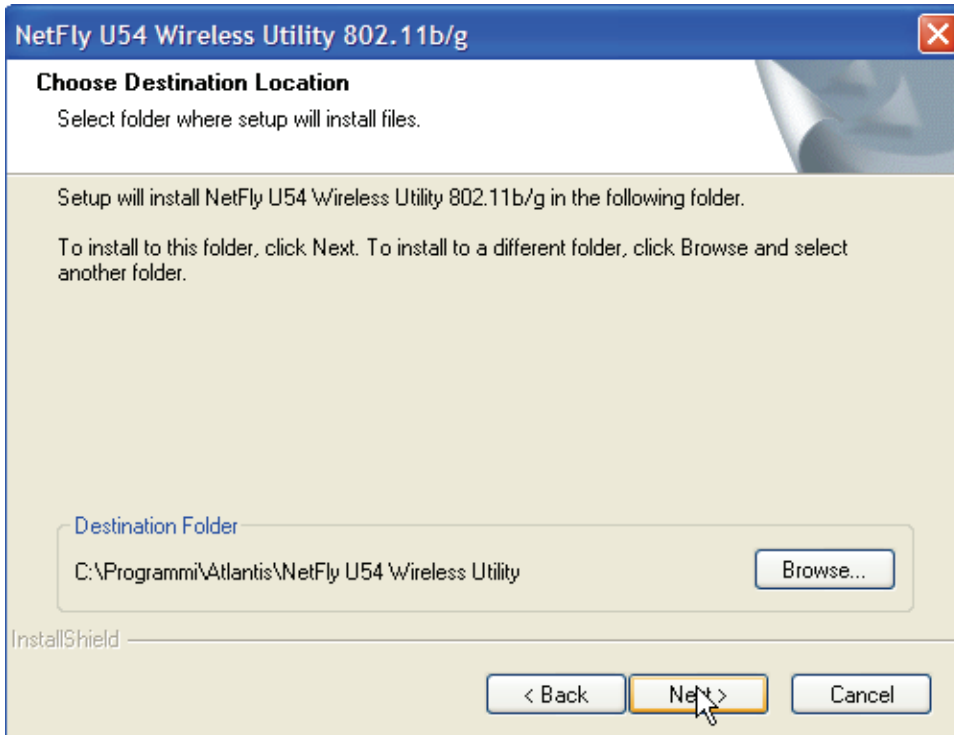 NetFly U54 Wireless Utility 802.11b/g
Choose Destination Location
Select folder where setup will install files.
Setup will install NetFly U54 Wireless Utility 802.11b/g in the following folder.
To install to this folder, click Next. To install to a different folder, click Browse and select
another folder.
Destination Folder
C:\Programmi\Atlantis\NetFly U54 Wireless Utility
Browse...
InstallShield
< Back
Next >
Cancel